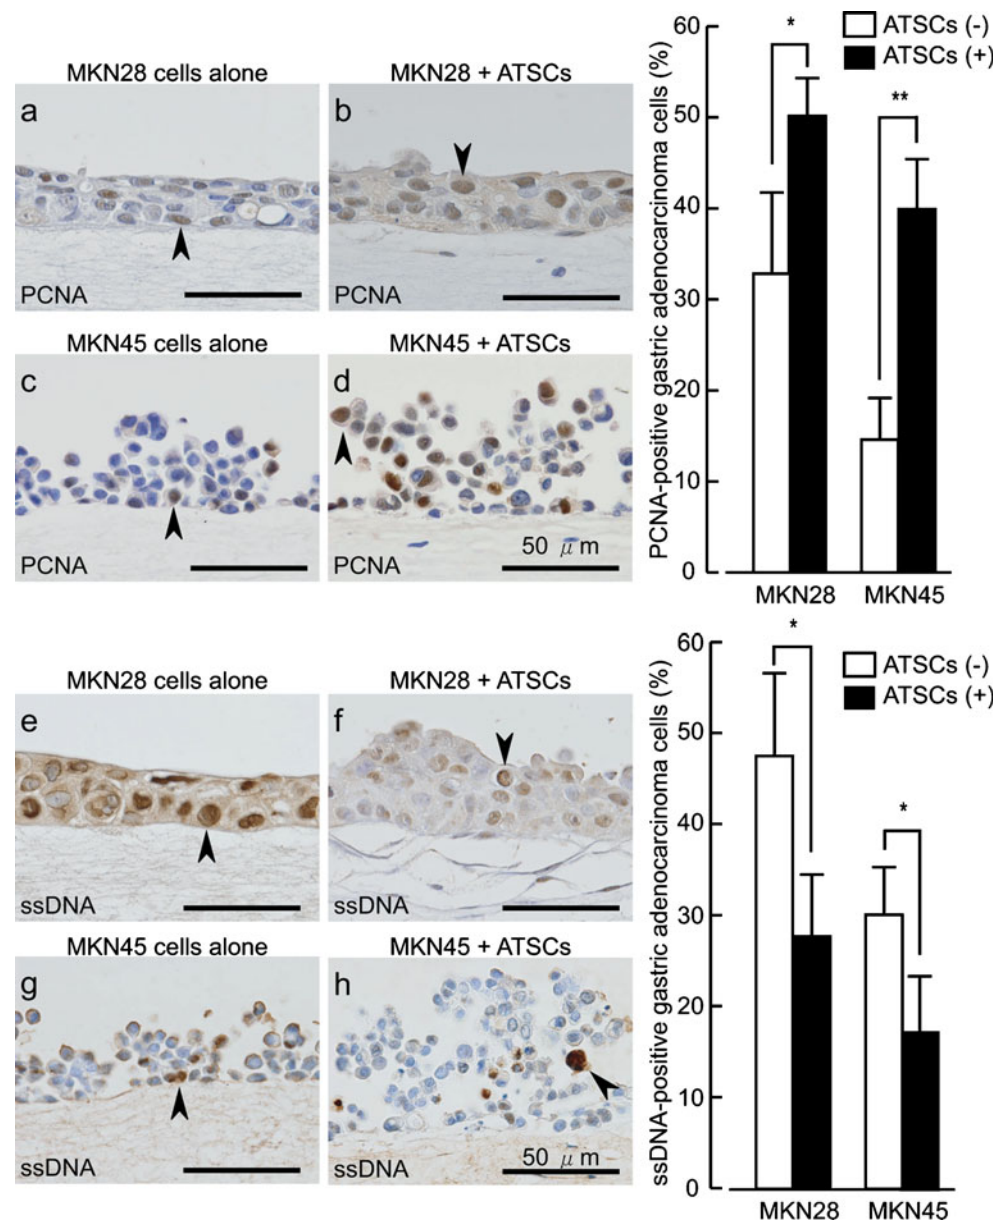 MKN28 cells alone
MKN28 + ATSCs
a
b
PCNA
PCNA
MKN45 cells alone
MKN45 + ATSCs
c
d
50 μm
PCNA
PCNA
PCNA-positive gastric adenocarcinoma cells (%)
60
50
40
30
20
10
0
ATSCs (-)
ATSCs (+)
*
**
MKN28
MKN45
MKN28 cells alone
MKN28 + ATSCs
e
f
ssDNA
ssDNA
MKN45 cells alone
MKN45 + ATSCs
g
h
50 μm
ssDNA
ssDNA
ssDNA-positive gastric adenocarcinoma cells (%)
60
50
40
30
20
10
0
ATSCs (-)
ATSCs (+)
*
*
MKN28
MKN45